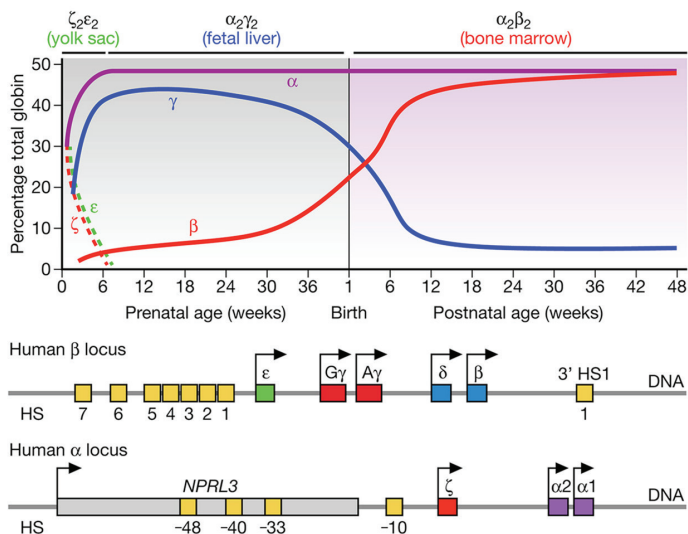 ζ₂ε₂ α₂γ₂ α₂β₂
(yolk sac) (fetal liver) (bone marrow)
Percentage total globin
50
40
30
20
10
0
α
γ
ε
ζ
β
0 6 12 18 24 30 36 1 6 12 18 24 30 36 42 48
Prenatal age (weeks) Birth Postnatal age (weeks)
Human β locus
ε Gγ Aγ δ β 3' HS1 DNA
HS 7 6 5 4 3 2 1 1
Human α locus
NPRL3 ζ α2 α1 DNA
HS −48 −40 −33 −10